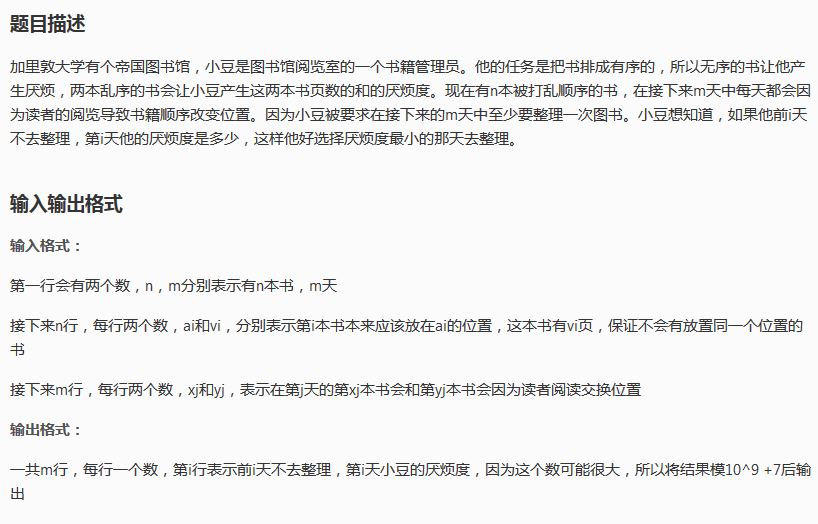 题目描述
加里敦大学有个帝国图书馆，小豆是图书馆阅览室的一个书籍管理员。他的任务是把书排成有序的，所以无序的书让他产
生厌烦，两本乱序的书会让小豆产生这两本书页数的和的厌烦度。现在有n本被打乱顺序的书，在接下来m天中每天都会因
为读者的阅览导致书籍顺序改变位置。因为小豆被要求在接下来的m天中至少要整理一次图书。小豆想知道，如果他前i天
不去整理，第i天他的厌烦度是多少，这样他好选择厌烦度最小的那天去整理。
输入输出格式
输入格式：
第一行会有两个数，n，m分别表示有n本书，m天
接下来n行，每行两个数，ai和vi，分别表示第i本书本来应该放在ai的位置，这本书有vi页，保证不会有放置同一个位置的
书
接下来m行，每行两个数，xj和yj，表示在第j天的第xj本书会和第yj本书会因为读者阅读交换位置
输出格式：
一共m行，每行一个数，第i行表示前i天不去整理，第i天小豆的厌烦度，因为这个数可能很大，所以将结果模10^9 +7后输
出